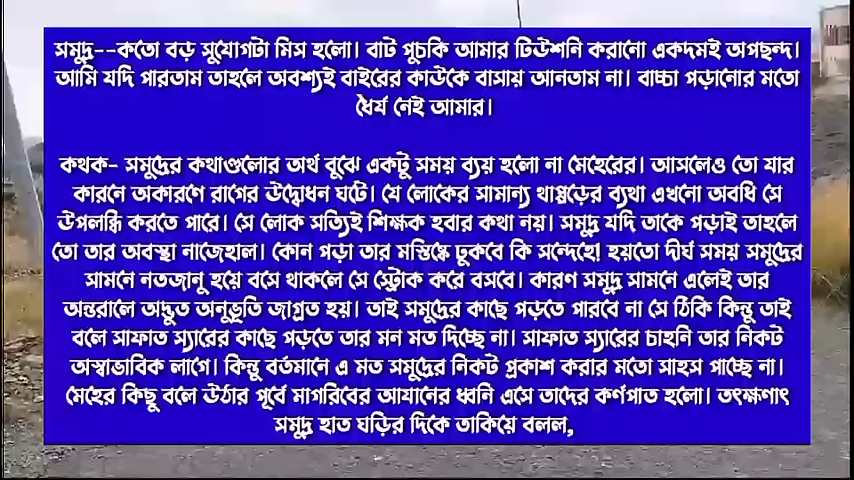 সমুদ্র--কতো বড় সুযোগটা মিস হলো। বাট পুচকি আমার টিউশনি করানো একদমই অপছন্দ।
আমি যদি পারতাম তাহলে অবশ্যই বাইরের কাউকে বাসায় আনতাম না। বাচ্চা পড়ানোর মতো
ধৈর্য নেই আমার।
কথক- সমুদ্রের কথাগুলোর অর্থ বুঝে একটু সময় ব্যয় হলো না মেহেরের। আসলেও তো যার
কারনে অকারণে রাগের উদ্বোধন ঘটে। যে লোকের সামান্য থাপ্পড়ের ব্যথা এখনো অবধি সে
উপলব্ধি করতে পারে। সে লোক সত্যিই শিক্ষক হবার কথা নয়। সমুদ্র যদি তাকে পড়াই তাহলে
তো তার অবস্থা নাজেহাল। কোন পড়া তার মস্তিষ্কে ঢুকবে কি সন্দেহে! হয়তো দীর্ঘ সময় সমুদ্রের
সামনে নতজানু হয়ে বসে থাকলে সে স্ট্রোক করে বসবে। কারণ সমুদ্র সামনে এলেই তার
অন্তরালে অদ্ভুত অনুভূতি জাগ্রত হয়। তাই সমুদ্রের কাছে পড়তে পারবে না সে ঠিকি কিন্তু তাই
বলে সাফাত স্যারের কাছে পড়তে তার মন মত দিচ্ছে না। সাফাত স্যারের চাহনি তার নিকট
অস্বাভাবিক লাগে। কিন্তু বর্তমানে এ মত সমুদ্রের নিকট প্রকাশ করার মতো সাহস পাচ্ছে না।
মেহের কিছু বলে উঠার পূর্বে মাগরিবের আযানের ধ্বনি এসে তাদের কর্ণপাত হলো। তৎক্ষণাৎ
সমুদ্র হাত ঘড়ির দিকে তাকিয়ে বলল,